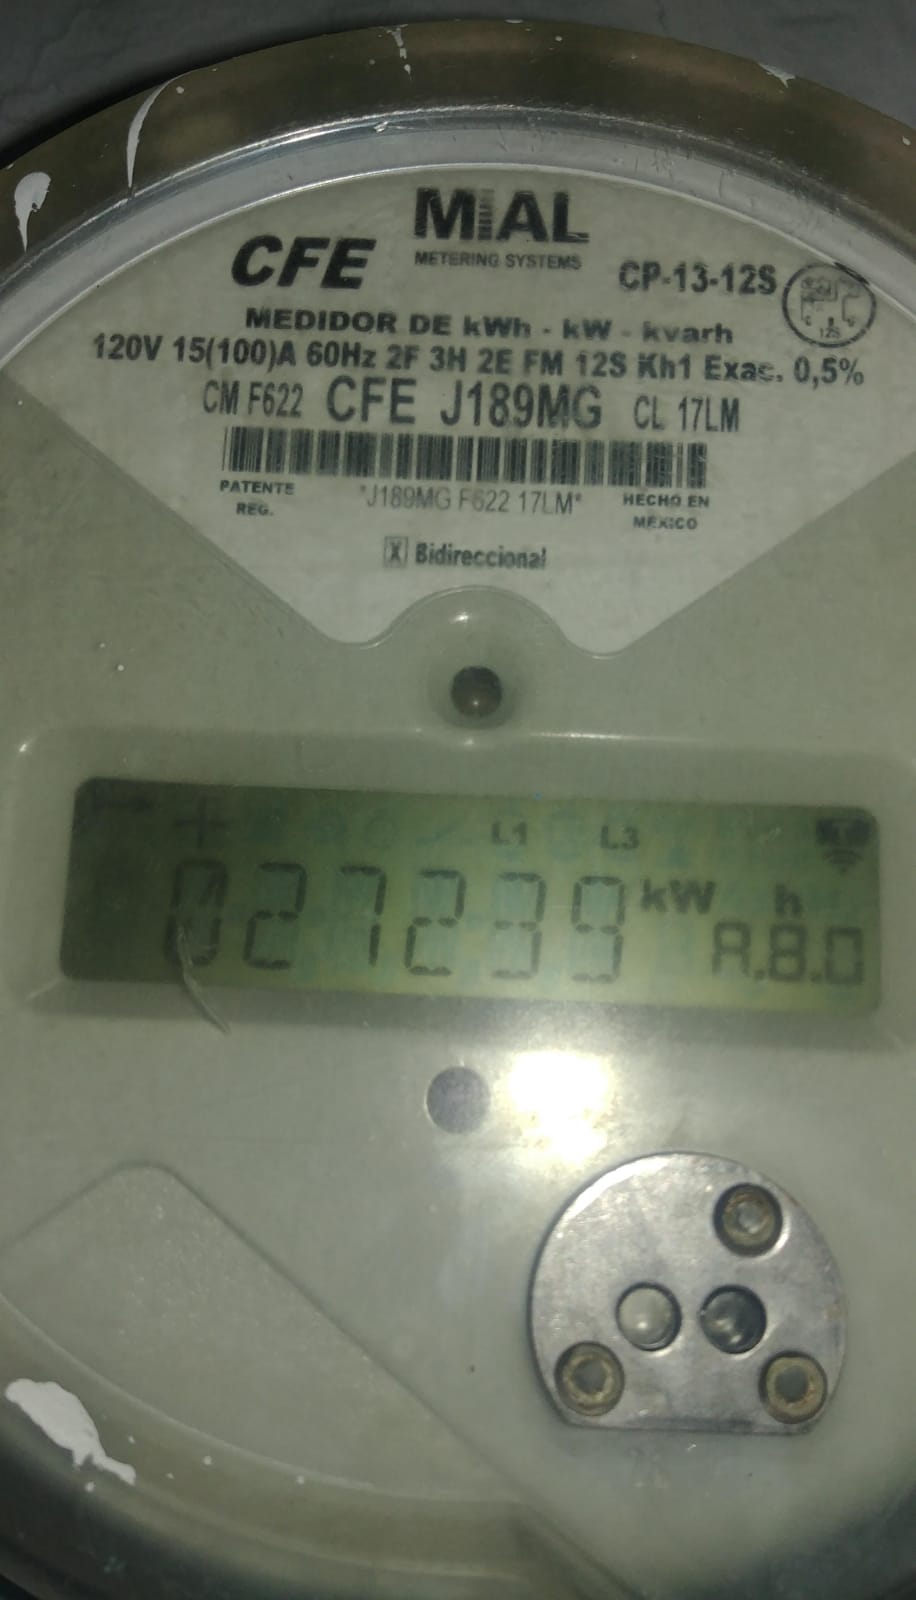 MIAL
METERING SYSTEMS
CFE
CP-13-12S
12S
MEDIDOR DE kWh - kW - kvarh
120V 15(100)A 60Hz 2F 3H 2E FM 12S Kh1 Exac. 0,5%
CM F622 CFE J189MG CL 17LM
PATENTE REG.
*J189MG F622 17LM*
HECHO EN MEXICO
X Bidireccional
+ L1 L3
027239 kW h
A.8.0